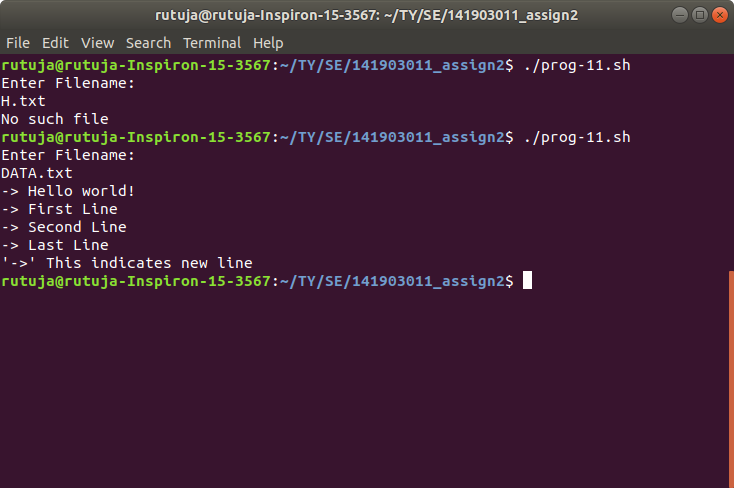 rutuja@rutuja-Inspiron-15-3567: ~/TY/SE/141903011_assign2
File Edit View Search Terminal Help
rutuja@rutuja-Inspiron-15-3567:~/TY/SE/141903011_assign2$ ./prog-11.sh
Enter Filename:
H.txt
No such file
rutuja@rutuja-Inspiron-15-3567:~/TY/SE/141903011_assign2$ ./prog-11.sh
Enter Filename:
DATA.txt
-> Hello world!
-> First Line
-> Second Line
-> Last Line
'->' This indicates new line
rutuja@rutuja-Inspiron-15-3567:~/TY/SE/141903011_assign2$